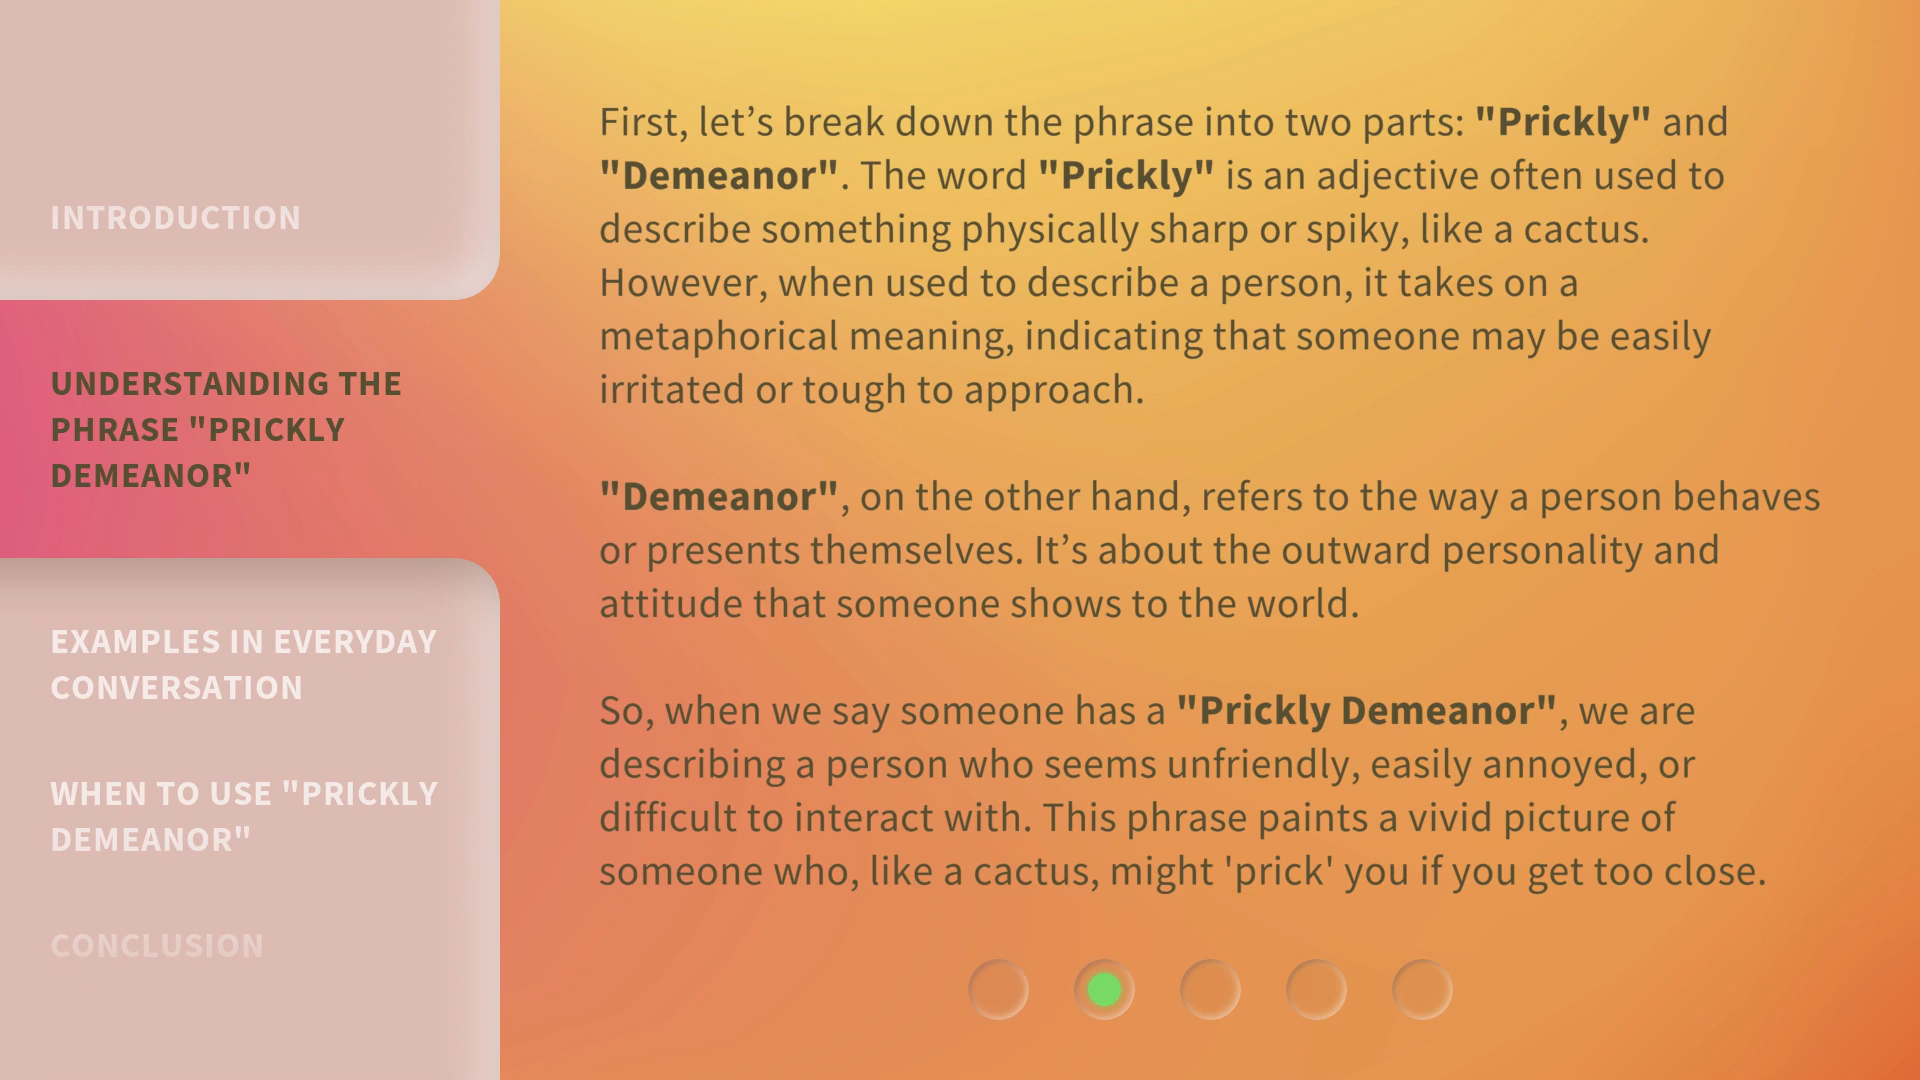 INTRODUCTION
UNDERSTANDING THE
PHRASE "PRICKLY
DEMEANOR"
EXAMPLES IN EVERYDAY
CONVERSATION
WHEN TO USE "PRICKLY
DEMEANOR"
CONCLUSION
First, let’s break down the phrase into two parts: "Prickly" and
"Demeanor". The word "Prickly" is an adjective often used to
describe something physically sharp or spiky, like a cactus.
However, when used to describe a person, it takes on a
metaphorical meaning, indicating that someone may be easily
irritated or tough to approach.
"Demeanor", on the other hand, refers to the way a person behaves
or presents themselves. It’s about the outward personality and
attitude that someone shows to the world.
So, when we say someone has a "Prickly Demeanor", we are
describing a person who seems unfriendly, easily annoyed, or
difficult to interact with. This phrase paints a vivid picture of
someone who, like a cactus, might 'prick' you if you get too close.